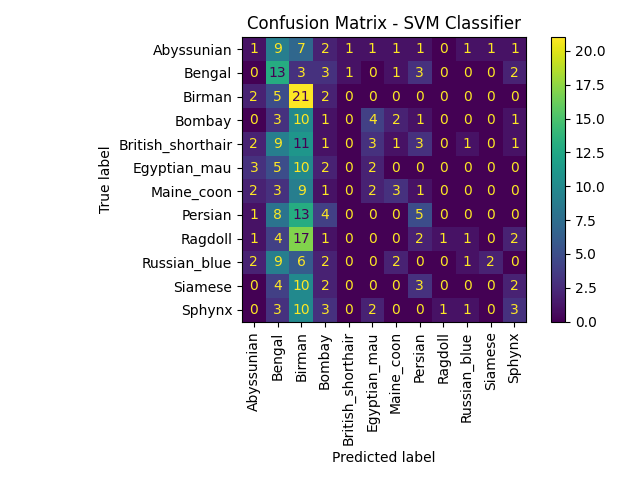 Confusion Matrix - SVM Classifier
True label
Abyssunian 1 9 7 2 1 1 1 1 0 1 1 1
Bengal 0 13 3 3 1 0 1 3 0 0 0 2
Birman 2 5 21 2 0 0 0 0 0 0 0 0
Bombay 0 3 10 1 0 4 2 1 0 0 0 1
British_shorthair 2 9 11 1 0 3 1 3 0 1 0 1
Egyptian_mau 3 5 10 2 0 2 0 0 0 0 0 0
Maine_coon 2 3 9 1 0 2 3 1 0 0 0 0
Persian 1 8 13 4 0 0 0 5 0 0 0 0
Ragdoll 1 4 17 1 0 0 0 2 1 1 0 2
Russian_blue 2 9 6 2 0 0 2 0 0 1 2 0
Siamese 0 4 10 2 0 0 0 3 0 0 0 2
Sphynx 0 3 10 3 0 2 0 0 1 1 0 3
Abyssunian Bengal Birman Bombay British_shorthair Egyptian_mau Maine_coon Persian Ragdoll Russian_blue Siamese Sphynx
Predicted label
20.0
17.5
15.0
12.5
10.0
7.5
5.0
2.5
0.0